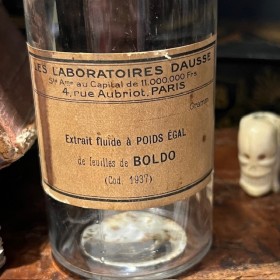 LES LABORATOIRES DAUSSE
Sté Ame au Capital de 11.000.000 Frs
4, rue Aubriot. PARIS
Extrait fluide à POIDS ÉGAL
de feuilles de BOLDO
(Cod. 1937)